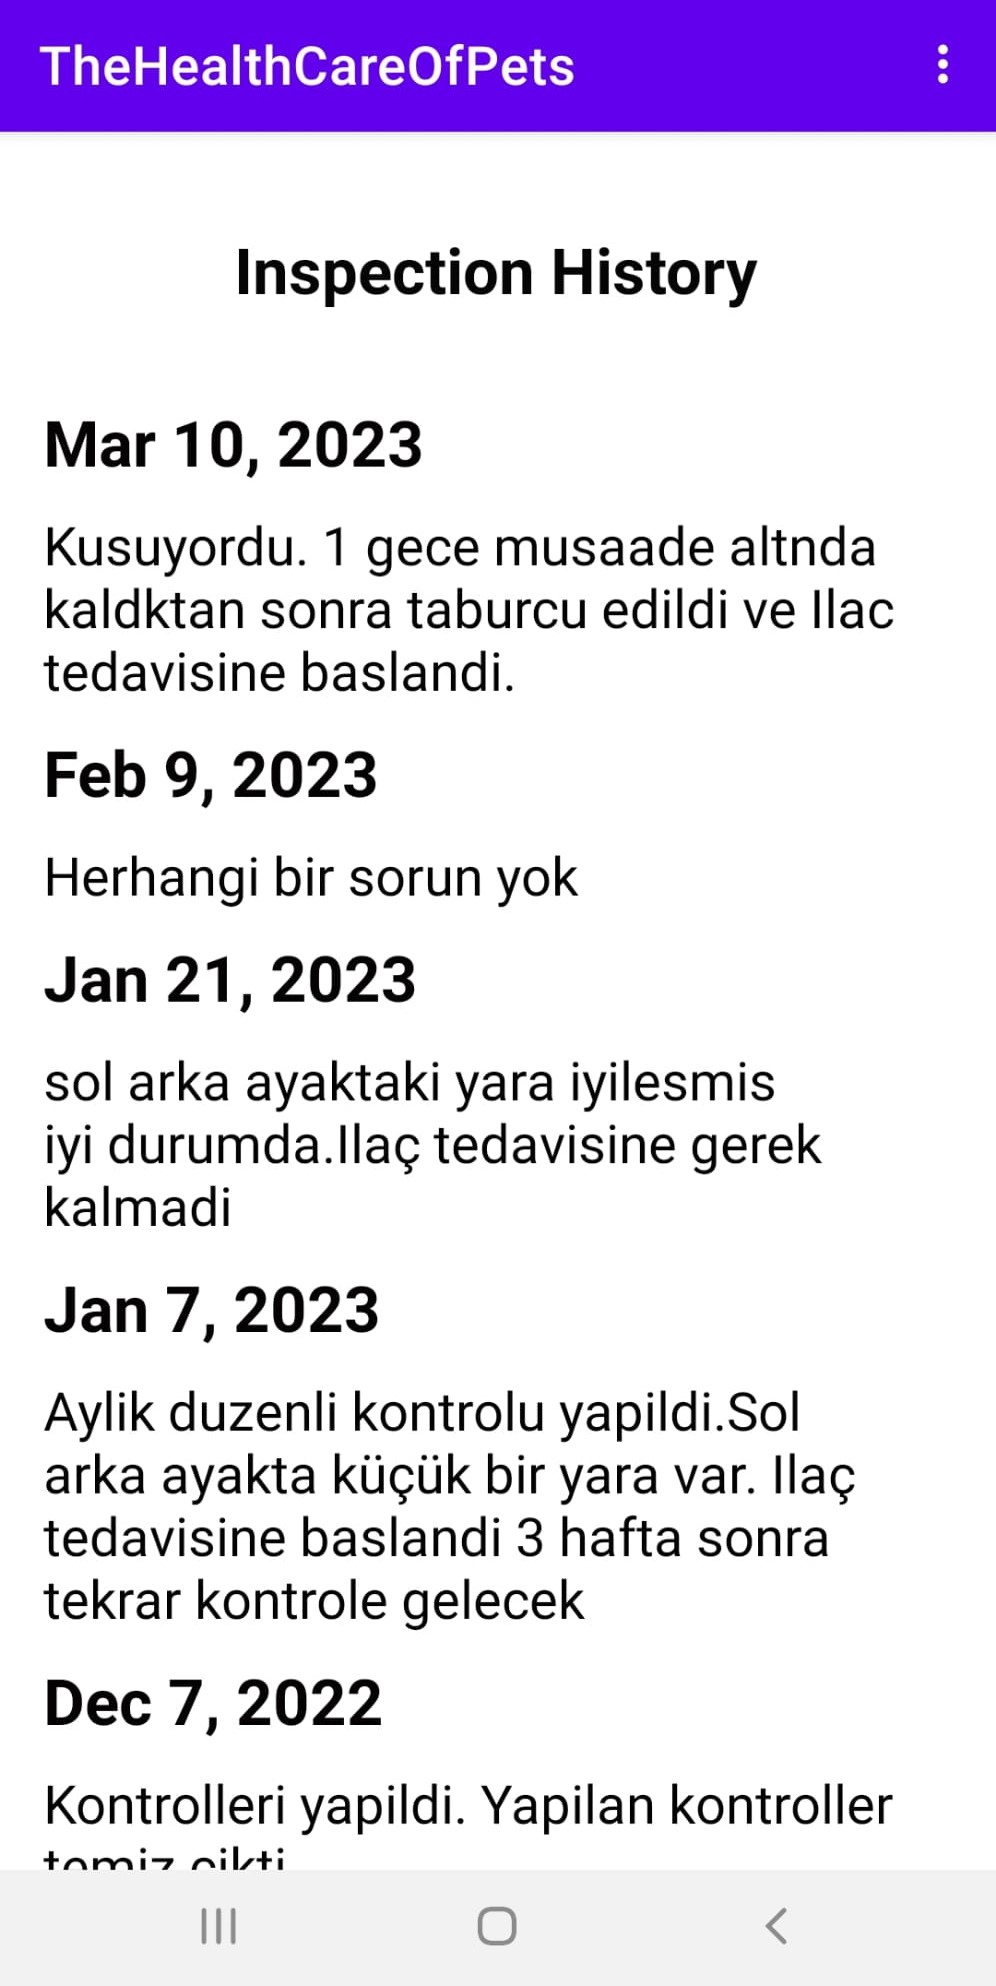 TheHealthCareOfPets
Inspection History
Mar 10, 2023
Kusuyordu. 1 gece musaade altnda
kaldktan sonra taburcu edildi ve Ilac
tedavisine baslandi.
Feb 9, 2023
Herhangi bir sorun yok
Jan 21, 2023
sol arka ayaktaki yara iyilesmis
iyi durumda.Ilaç tedavisine gerek
kalmadi
Jan 7, 2023
Aylik duzenli kontrolu yapildi.Sol
arka ayakta küçük bir yara var. Ilaç
tedavisine baslandi 3 hafta sonra
tekrar kontrole gelecek
Dec 7, 2022
Kontrolleri yapildi. Yapilan kontroller
temiz cikti